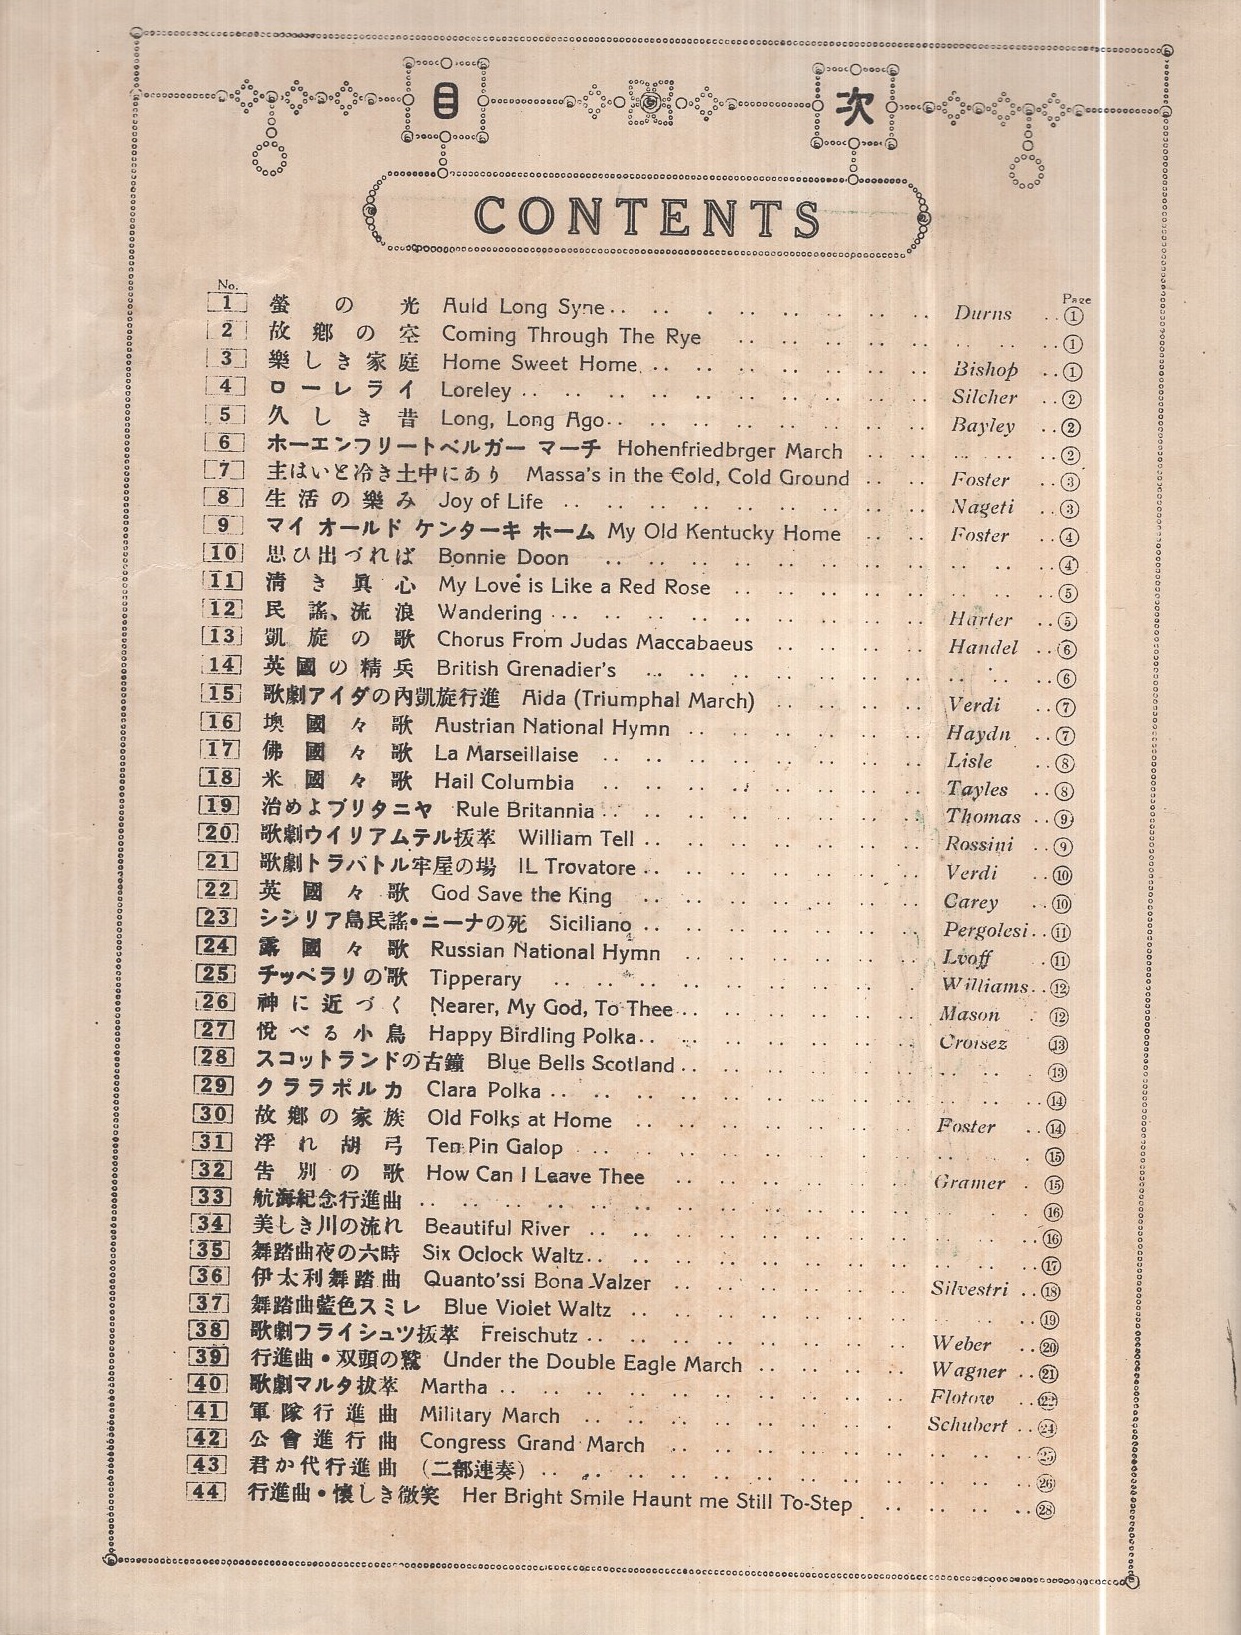 目 次
CONTENTS
No. Page
1 螢の光 Auld Long Syne Durns 1
2 故鄕の空 Coming Through The Rye 1
3 樂しき家庭 Home Sweet Home Bishop 1
4 ローレライ Loreley Silcher 2
5 久しき昔 Long, Long Ago Bayley 2
6 ホーエンフリートベルガー マーチ Hohenfriedbrger March 2
7 主はいと冷き土中にあり Massa's in the Cold, Cold Ground Foster 3
8 生活の樂み Joy of Life Nageti 3
9 マイ オールド ケンターキ ホーム My Old Kentucky Home Foster 4
10 思ひ出づれば Bonnie Doon 4
11 淸き眞心 My Love is Like a Red Rose 5
12 民謠、流浪 Wandering Harter 5
13 凱旋の歌 Chorus From Judas Maccabaeus Handel 6
14 英國の精兵 British Grenadier's 6
15 歌劇アイダの內凱旋行進 Aida (Triumphal March) Verdi 7
16 墺國々歌 Austrian National Hymn Haydn 7
17 佛國々歌 La Marseillaise Lisle 8
18 米國々歌 Hail Columbia Tayles 8
19 治めよブリタニヤ Rule Britannia Thomas 9
20 歌劇ウイリアムテル拔萃 William Tell Rossini 9
21 歌劇トラバトル牢屋の場 IL Trovatore Verdi 10
22 英國々歌 God Save the King Carey 10
23 シシリア島民謠・ニーナの死 Siciliano Pergolesi 11
24 露國々歌 Russian National Hymn Lvoff 11
25 チッペラリの歌 Tipperary Williams 12
26 神に近づく Nearer, My God, To Thee Mason 12
27 悅べる小鳥 Happy Birdling Polka Croisez 13
28 スコットランドの古鐘 Blue Bells Scotland 13
29 クララポルカ Clara Polka 14
30 故鄕の家族 Old Folks at Home Foster 14
31 浮れ胡弓 Ten Pin Galop 15
32 告別の歌 How Can I Leave Thee Gramer 15
33 航海紀念行進曲 16
34 美しき川の流れ Beautiful River 16
35 舞踏曲夜の六時 Six Oclock Waltz 17
36 伊太利舞踏曲 Quanto'ssi Bona Valzer Silvestri 18
37 舞踏曲藍色スミレ Blue Violet Waltz 19
38 歌劇フライシュツ拔萃 Freischutz Weber 20
39 行進曲・双頭の鷲 Under the Double Eagle March Wagner 21
40 歌劇マルタ拔萃 Martha Flotow
41 軍隊行進曲 Military March Schubert 24
42 公會進行曲 Congress Grand March 25
43 君か代行進曲 (二部連奏) 26
44 行進曲・懷しき微笑 Her Bright Smile Haunt me Still To-Step 28